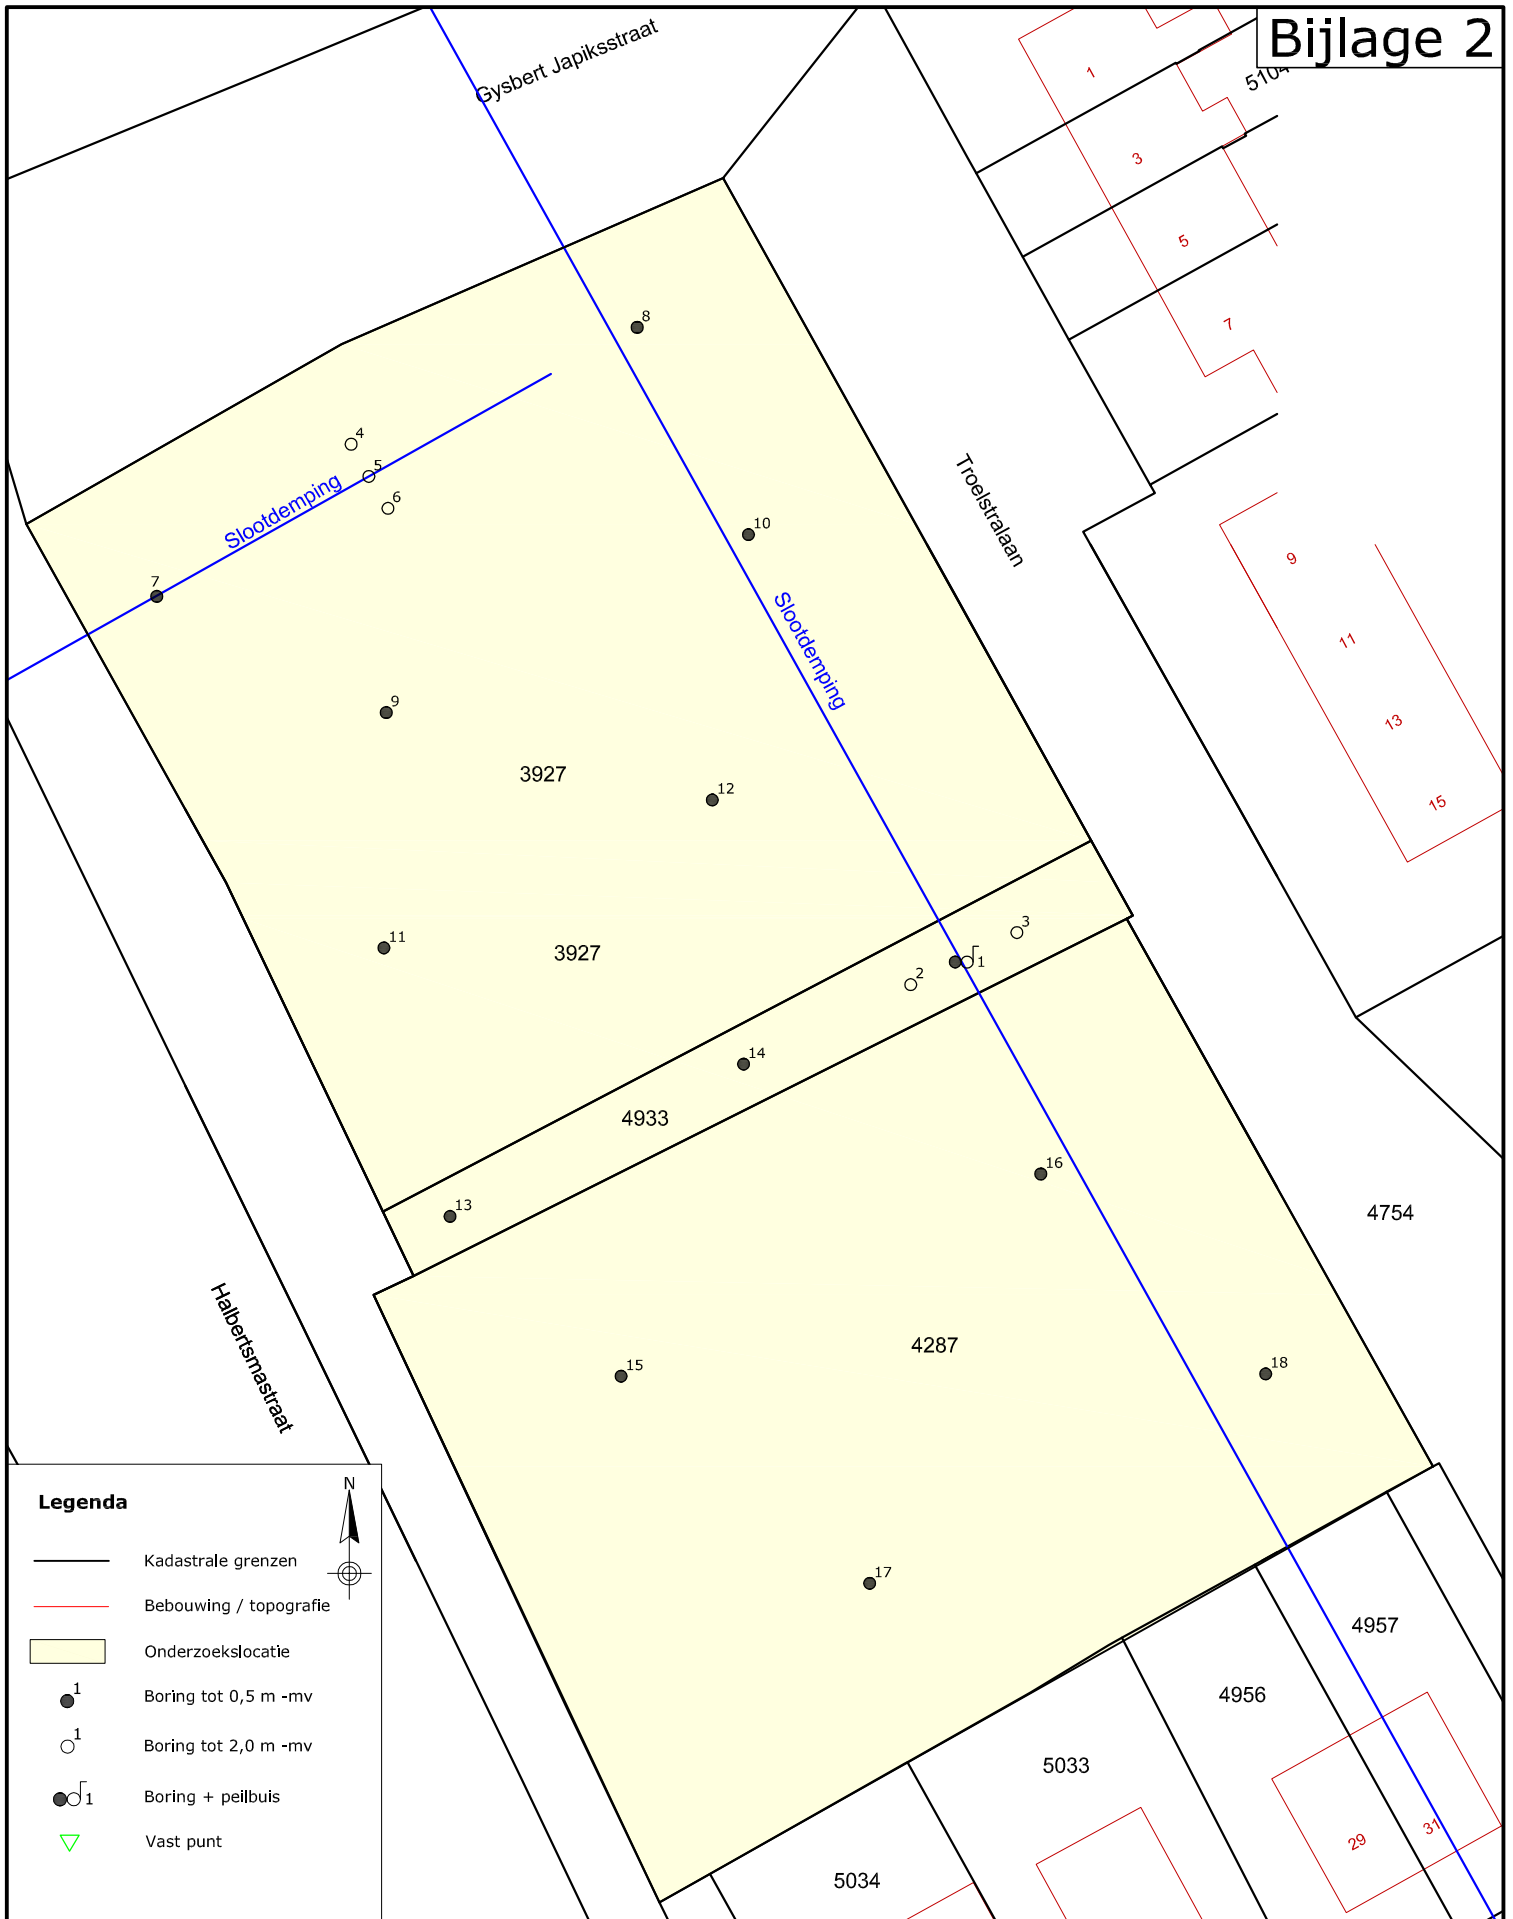 Bijlage 2
Gysbert Japiksstraat
1
3
5
7
8
4
5
6
Slootdemping
7
10
Troelstralaan
Slootdemping
9
11
13
15
9
3927
12
11
3927
3
1
2
14
4933
13
16
4754
Halbertsmastraat
15
4287
18
17
4957
4956
5033
29
31
5034
Legenda
N
Kadastrale grenzen
Bebouwing / topografie
Onderzoekslocatie
1
Boring tot 0,5 m -mv
1
Boring tot 2,0 m -mv
1
Boring + peilbuis
Vast punt